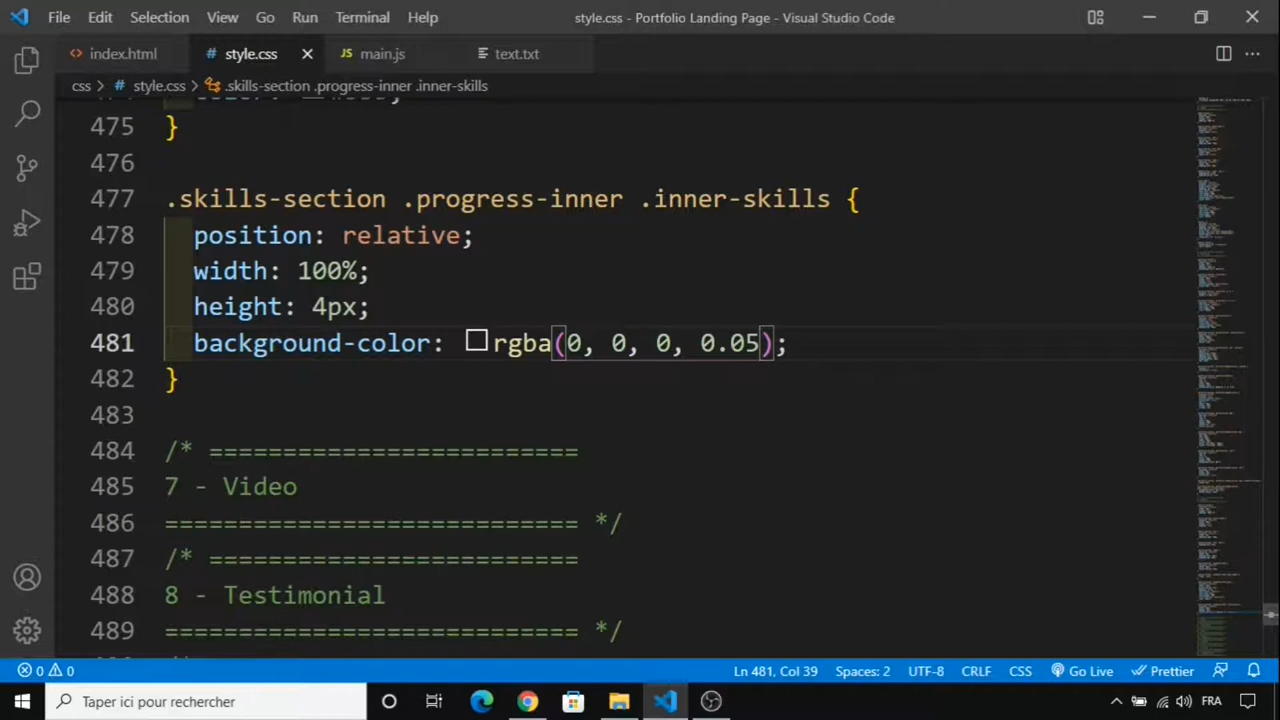 File Edit Selection View Go Run Terminal Help style.css - Portfolio Landing Page - Visual Studio Code
index.html # style.css JS main.js text.txt
css > # style.css > .skills-section .progress-inner .inner-skills
475 }
476
477 .skills-section .progress-inner .inner-skills {
478 position: relative;
479 width: 100%;
480 height: 4px;
481 background-color: rgba(0, 0, 0, 0.05);
482 }
483
484 /* =========================
485 7 - Video
486 ============================ */
487 /* =========================
488 8 - Testimonial
489 ============================ */
0 0 Ln 481, Col 39 Spaces: 2 UTF-8 CRLF CSS Go Live Prettier
Taper ici pour rechercher FRA